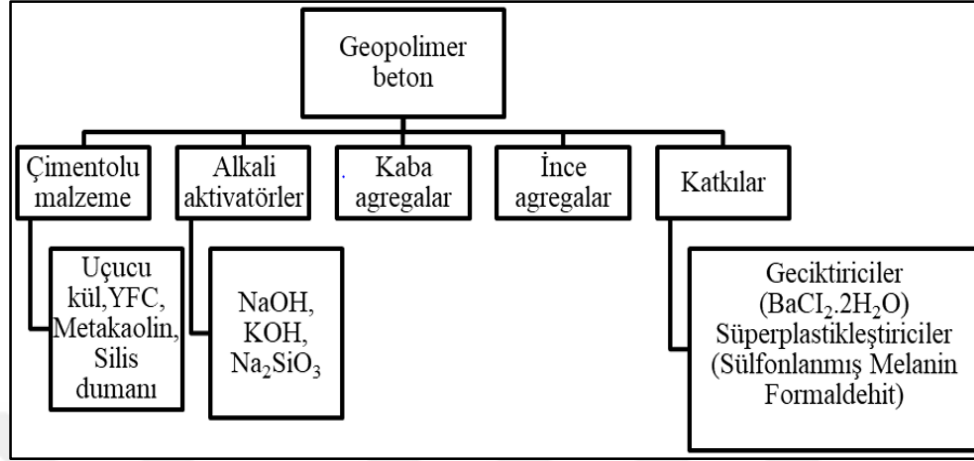 Geopolimer
beton
Çimentolu
malzeme
Alkali
aktivatörler
Kaba
agregalar
İnce
agregalar
Katkılar
Uçucu
kül,YFC,
Metakaolin,
Silis
dumanı
NaOH,
KOH,
Na₂SiO₃
Geciktiriciler
(BaCI₂.2H₂O)
Süperplastikleştiriciler
(Sülfonlanmış Melanin
Formaldehit)